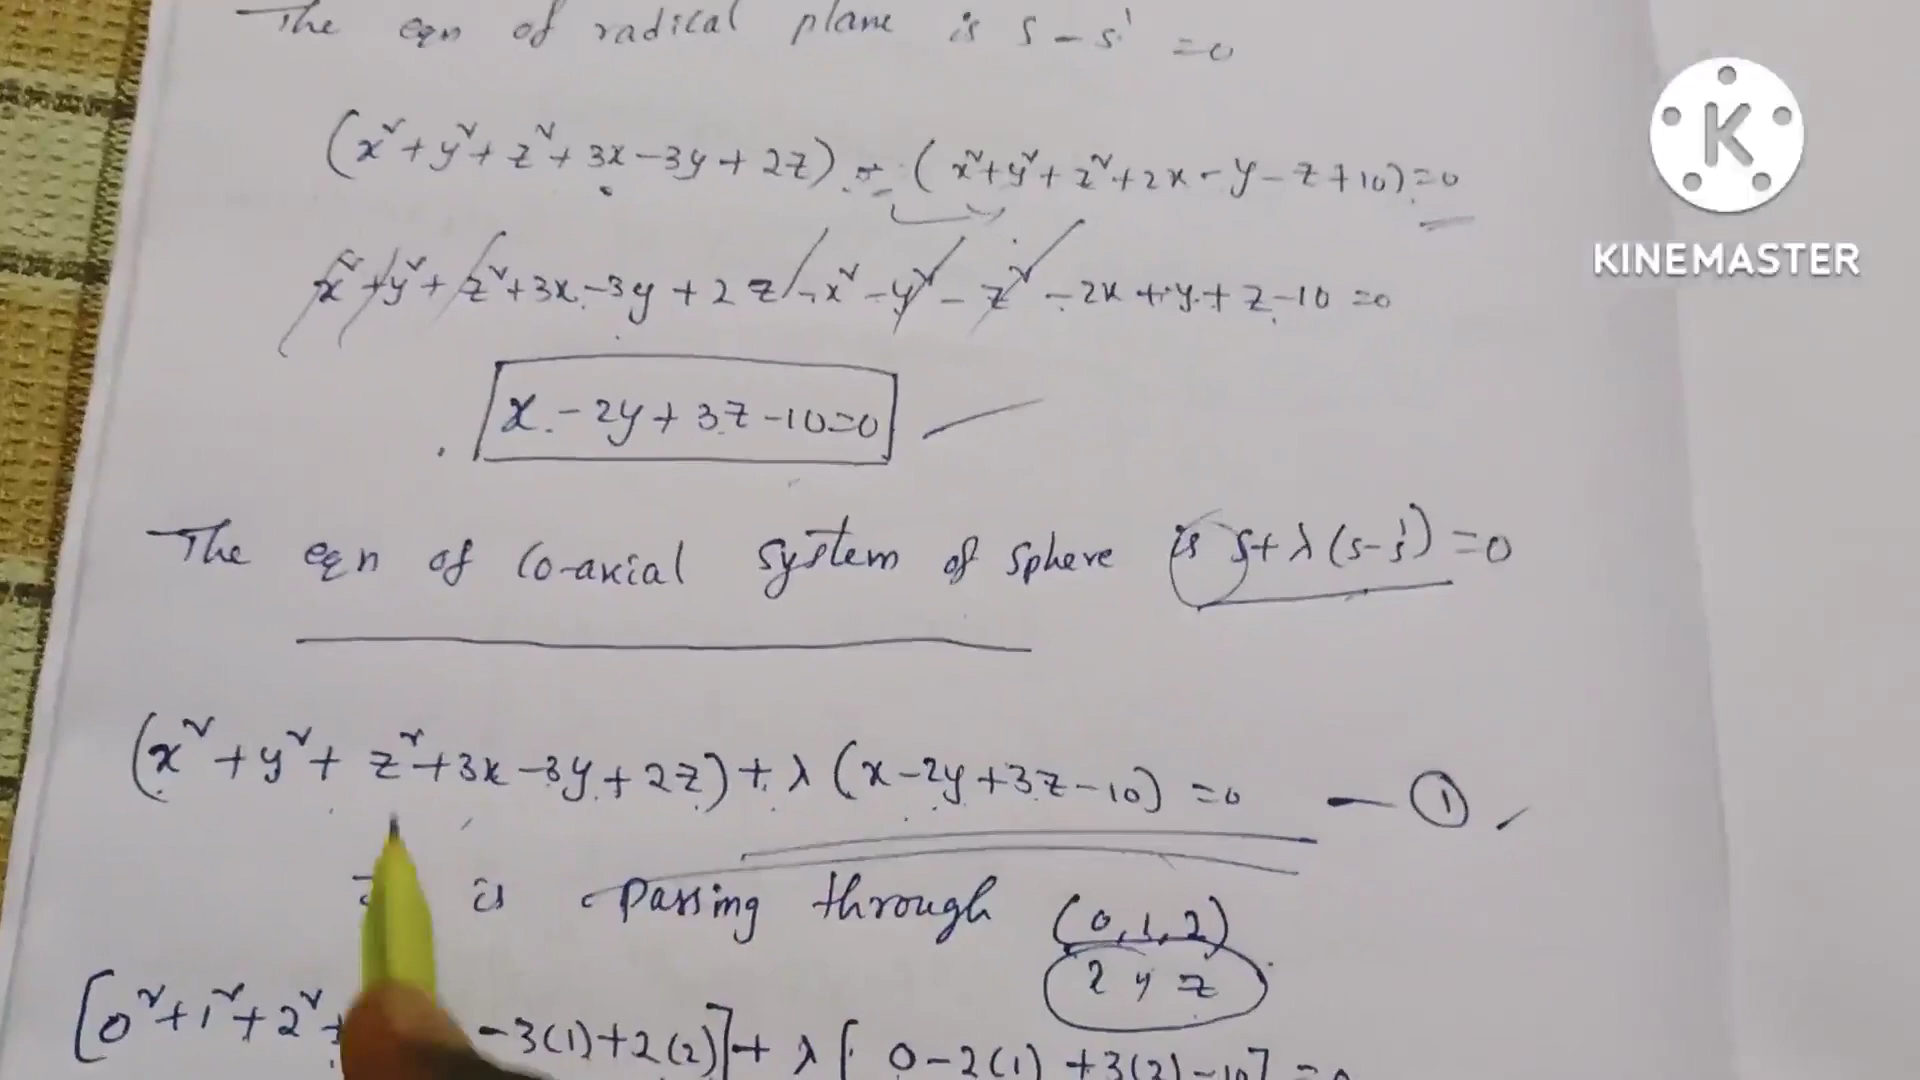 The eqn of radical plane is S - S' = 0
(x² + y² + z² + 3x - 3y + 2z) - (x² + y² + z² + 2x - y - z + 10) = 0
x² + y² + z² + 3x - 3y + 2z - x² - y² - z² - 2x + y + z - 10 = 0
x - 2y + 3z - 10 = 0
The eqn of co-axial system of sphere is S + λ (S - S') = 0
(x² + y² + z² + 3x - 3y + 2z) + λ (x - 2y + 3z - 10) = 0 — ①
is passing through (0, 1, 2)
x y z
[0² + 1² + 2² + - 3(1) + 2(2)] + λ [0 - 2(1) + 3(2) - 10] = 0
K
KINEMASTER